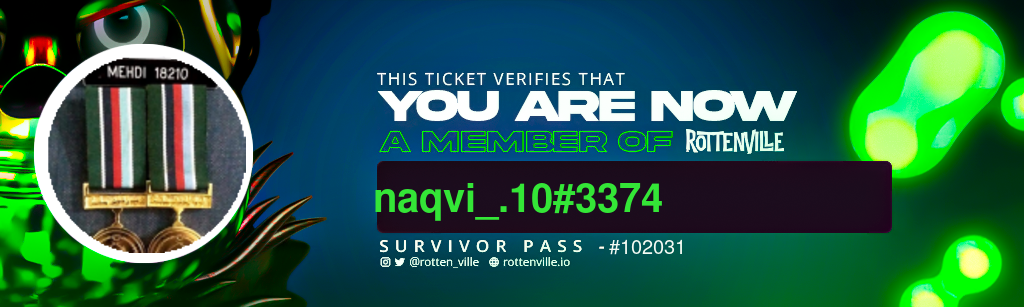 MEHDI 18210
THIS TICKET VERIFIES THAT
YOU ARE NOW
A MEMBER OF ROTTENVILLE
naqvi_.10#3374
SURVIVOR PASS - #102031
@rotten_ville rottenville.io